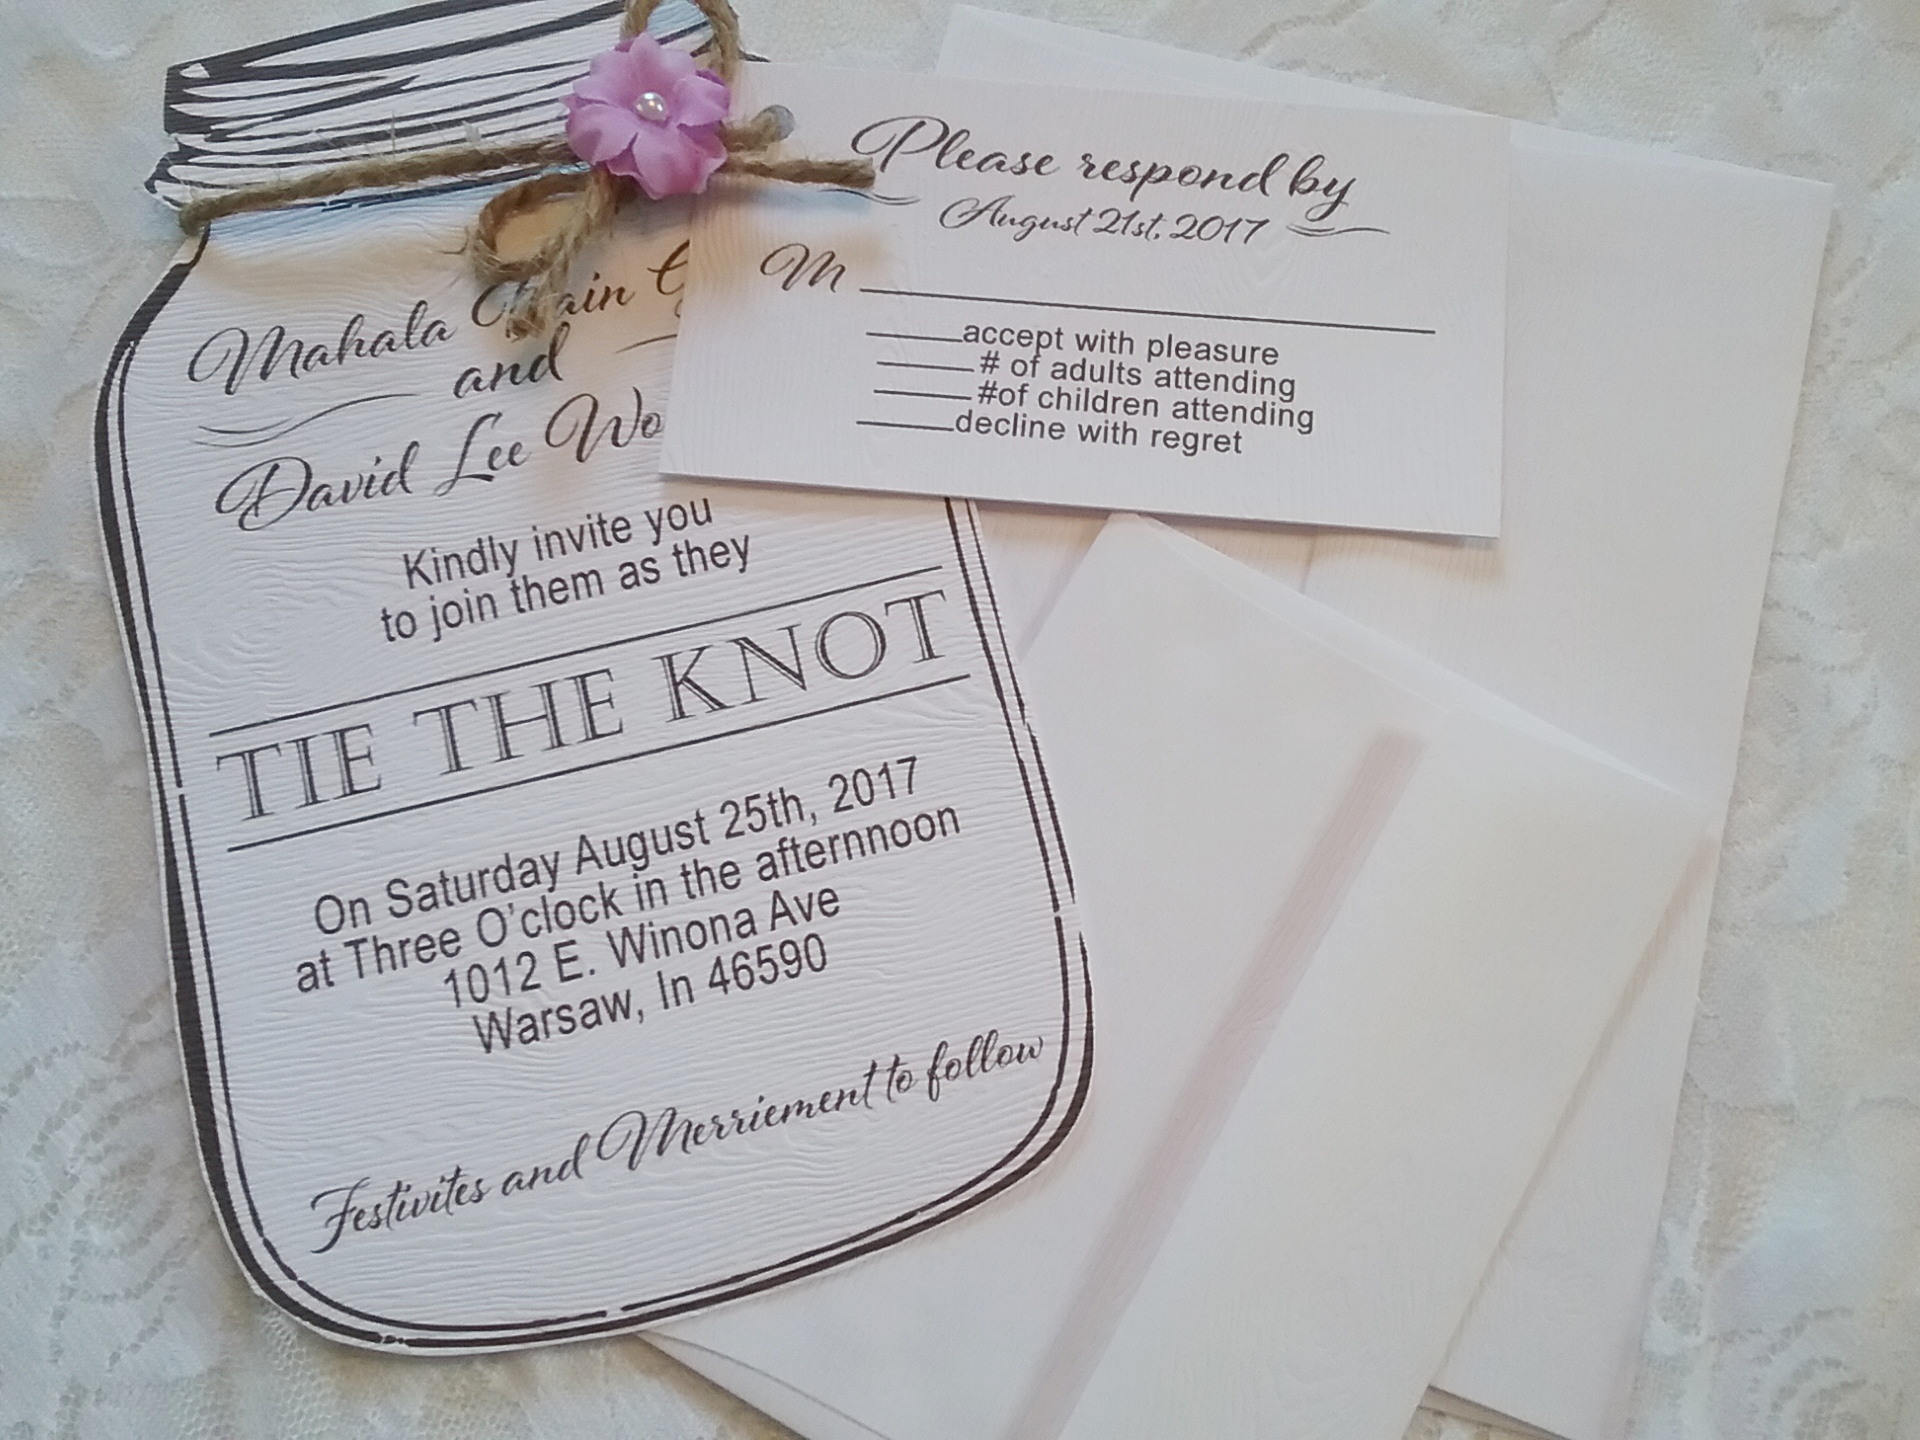 Mahala
and
David Lee
Kindly invite you
to join them as they
TIE THE KNOT
On Saturday August 25th, 2017
at Three O'clock in the afternnoon
1012 E. Winona Ave
Warsaw, In 46590
Festivites and Merriement to follow
Please respond by
August 21st, 2017
M
accept with pleasure
# of adults attending
#of children attending
decline with regret